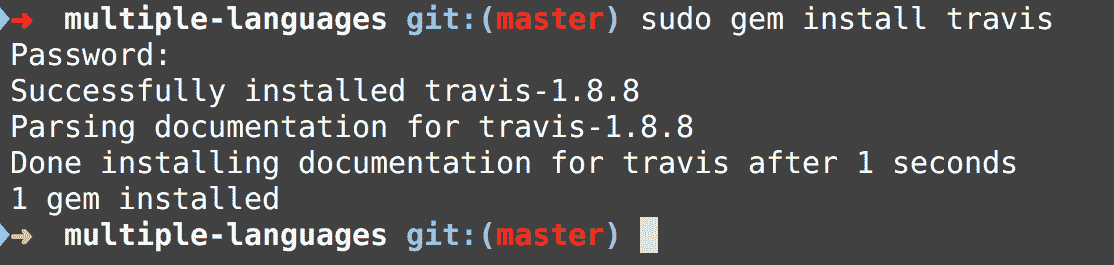 ➜ multiple-languages git:(master) sudo gem install travis
Password:
Successfully installed travis-1.8.8
Parsing documentation for travis-1.8.8
Done installing documentation for travis after 1 seconds
1 gem installed
➜ multiple-languages git:(master)